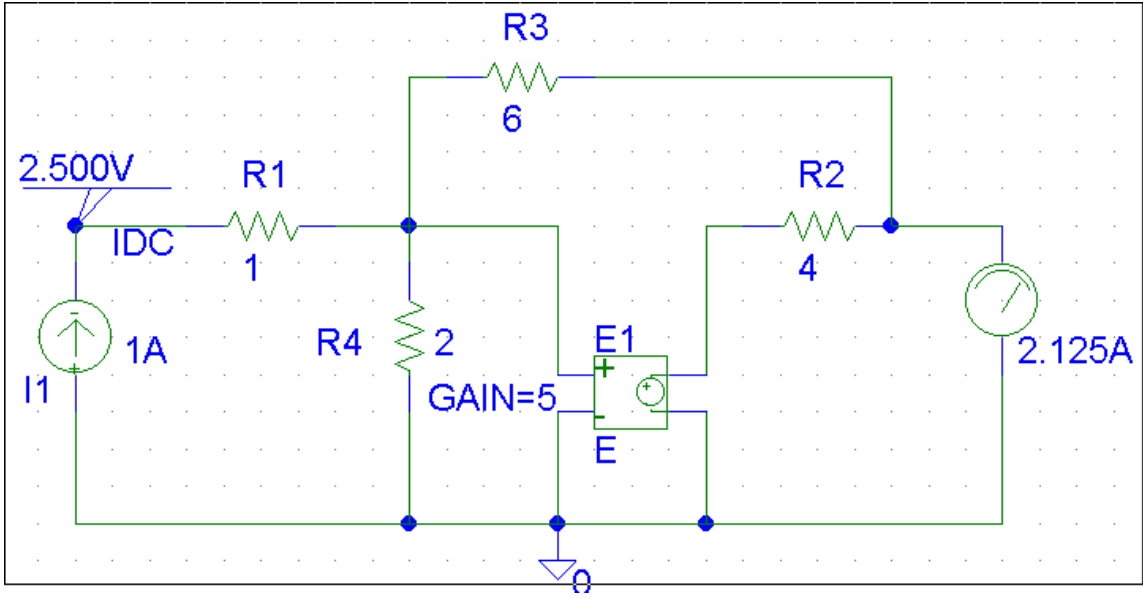 R3
6
2.500V
R1
R2
IDC
1
4
R4
2
E1
1A
2.125A
I1
GAIN=5
+
-
E
0